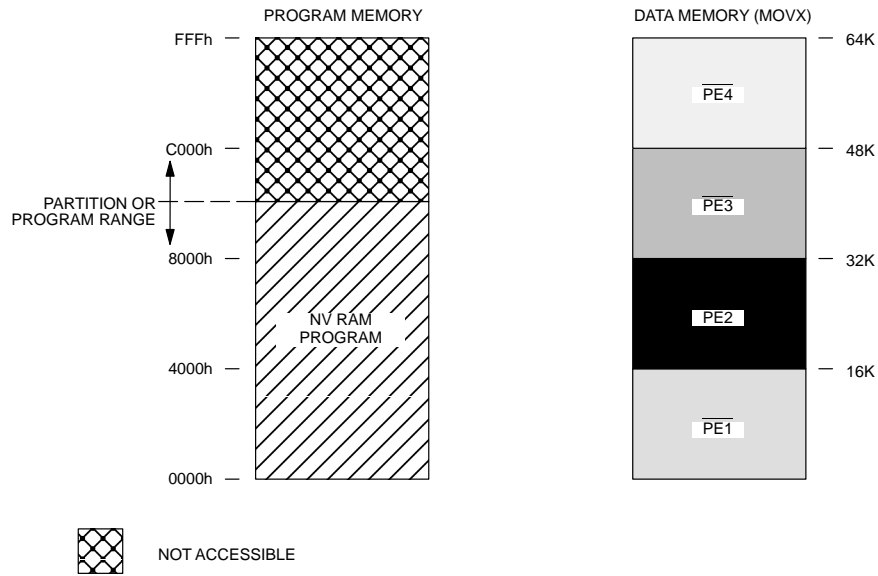 PROGRAM MEMORY
DATA MEMORY (MOVX)
FFFh
64K
PE4
C000h
48K
PARTITION OR
PROGRAM RANGE
PE3
8000h
32K
NV RAM
PROGRAM
PE2
4000h
16K
PE1
0000h
NOT ACCESSIBLE